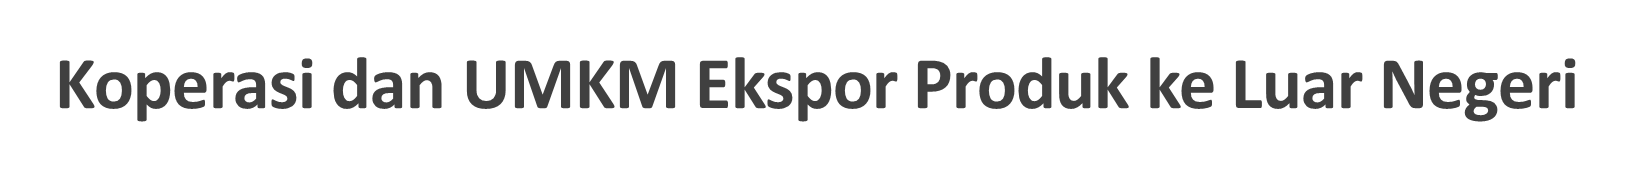 Koperasi dan UMKM Ekspor Produk ke Luar Negeri